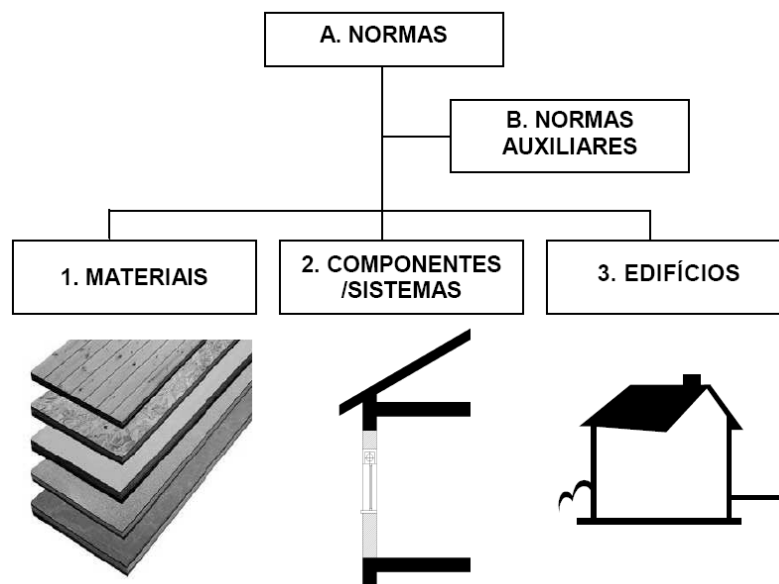 A. NORMAS
B. NORMAS
AUXILIARES
1. MATERIAIS
2. COMPONENTES
/SISTEMAS
3. EDIFÍCIOS